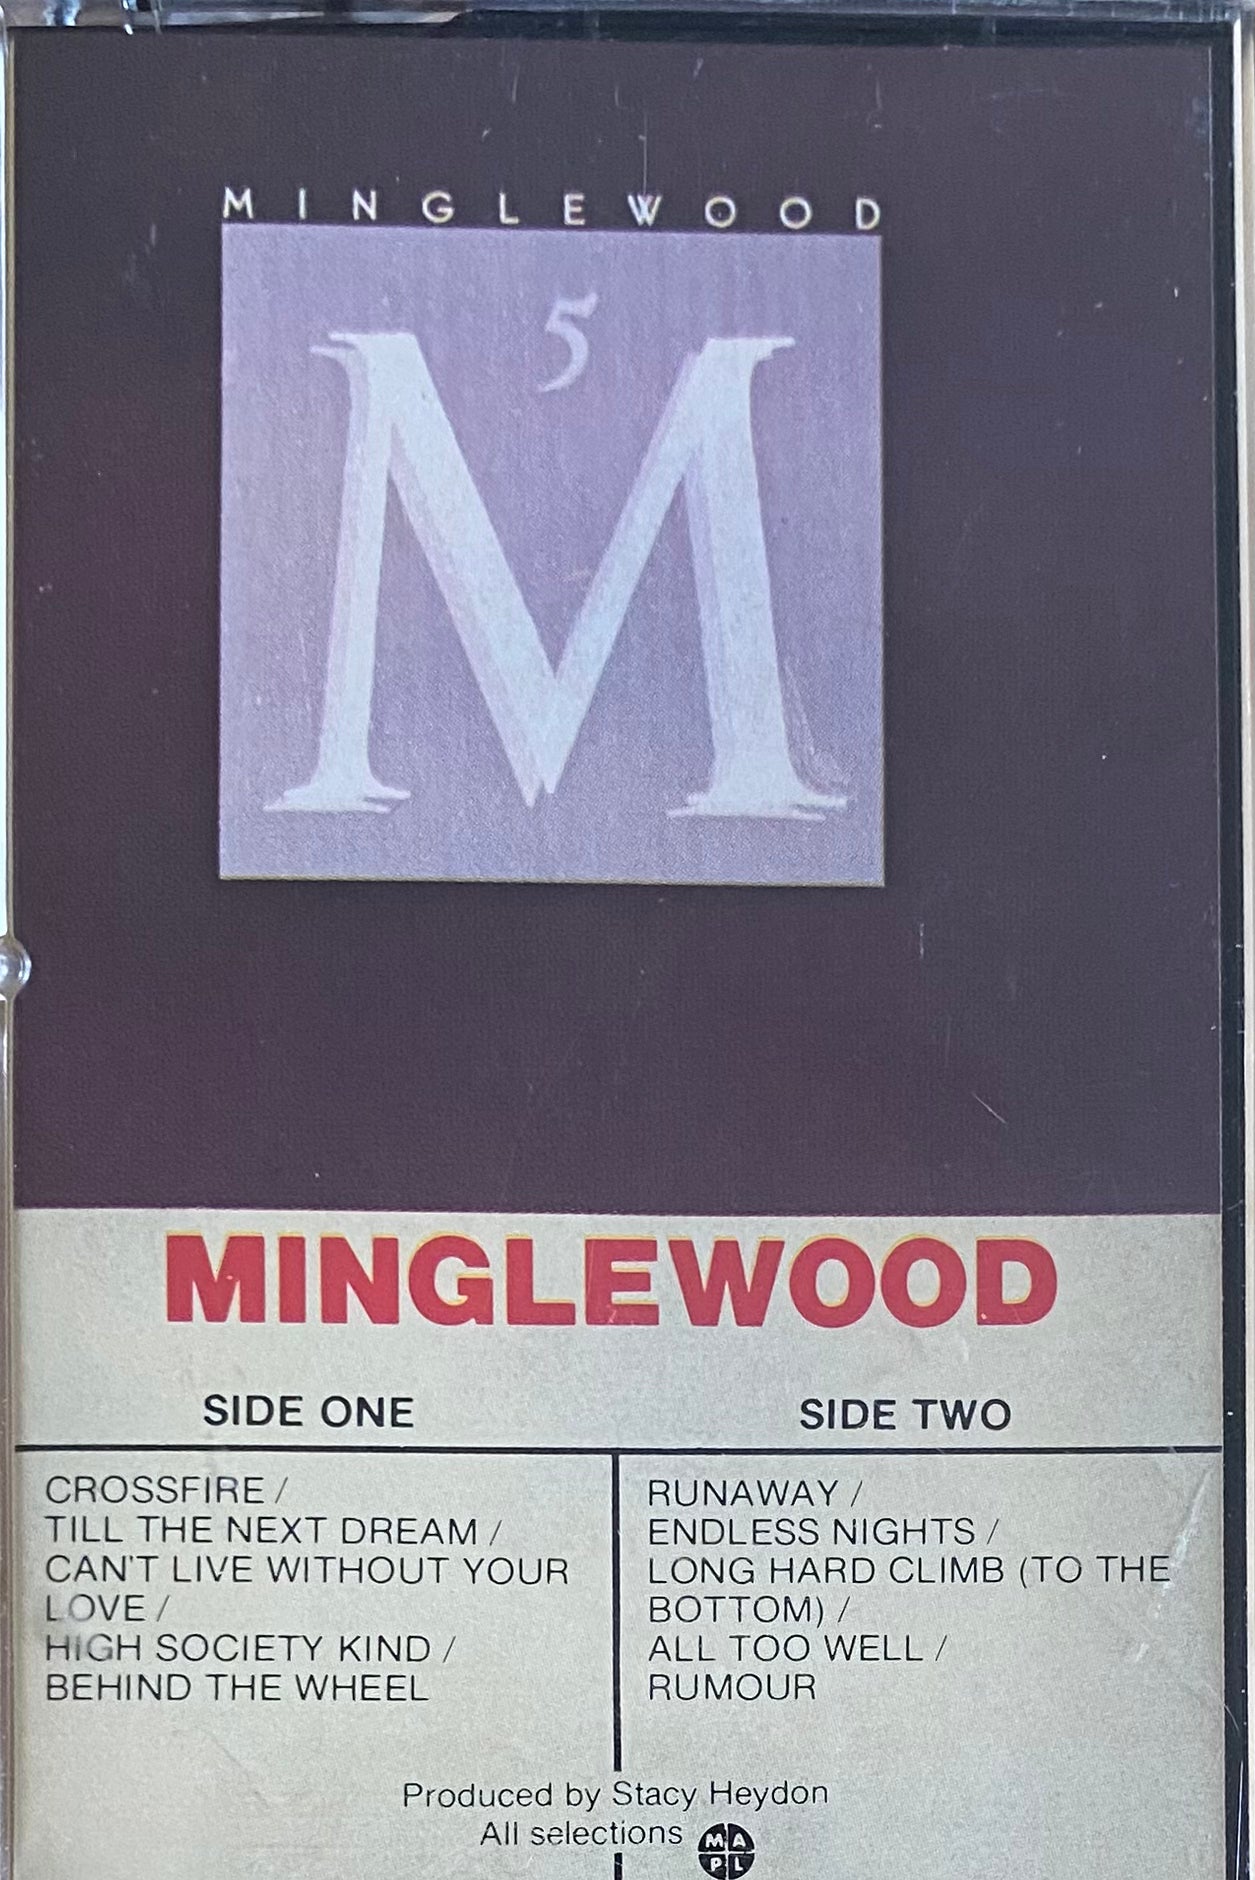 MINGLEWOOD
5
M
MINGLEWOOD
SIDE ONE
CROSSFIRE /
TILL THE NEXT DREAM /
CAN'T LIVE WITHOUT YOUR
LOVE /
HIGH SOCIETY KIND /
BEHIND THE WHEEL
SIDE TWO
RUNAWAY /
ENDLESS NIGHTS /
LONG HARD CLIMB (TO THE
BOTTOM) /
ALL TOO WELL /
RUMOUR
Produced by Stacy Heydon
All selections
MA
PL